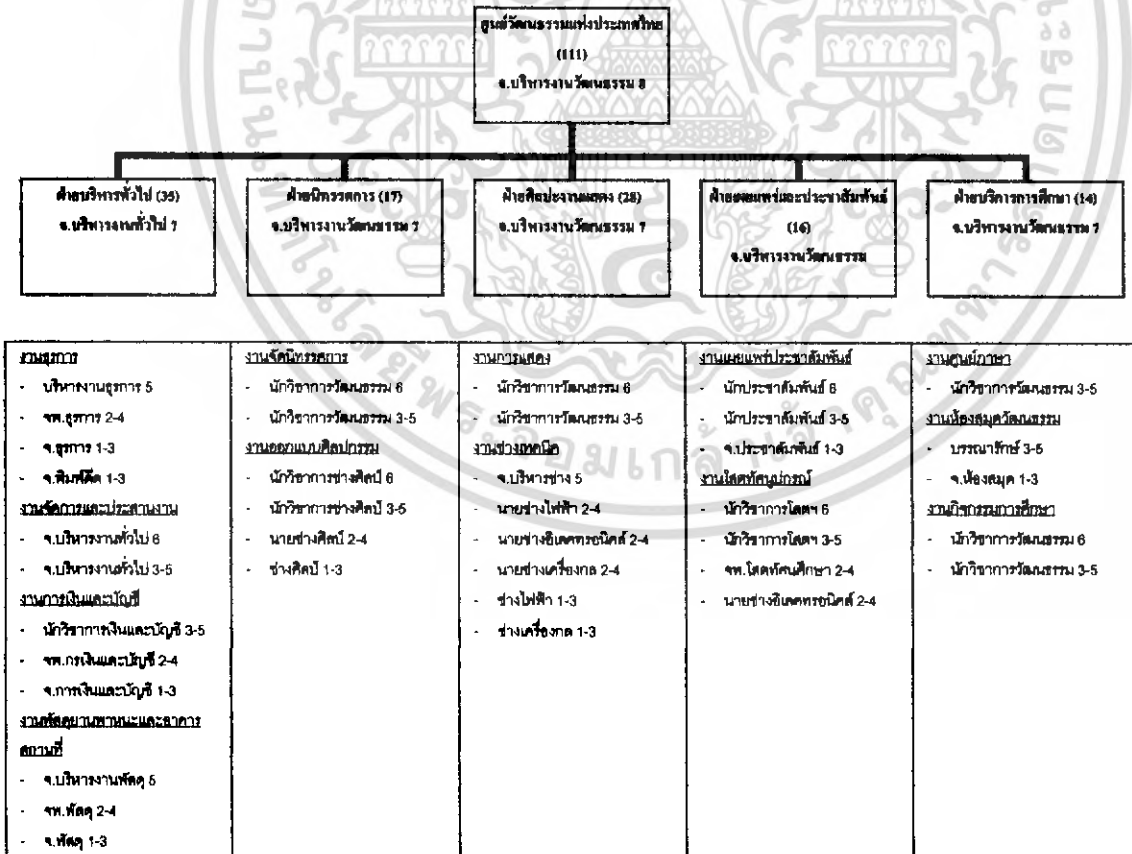 ศูนย์วัฒนธรรมแห่งประเทศไทย
(111)
จ.บริหารงานวัฒนธรรม 8
ฝ่ายบริหารทั่วไป (35)
จ.บริหารงานทั่วไป 7
ฝ่ายนิทรรศการ (17)
จ.บริหารงานวัฒนธรรม 7
ฝ่ายศิลปะงานแสดง (28)
จ.บริหารงานวัฒนธรรม 7
ฝ่ายเผยแพร่และประชาสัมพันธ์
(16)
จ.บริหารงานวัฒนธรรม
ฝ่ายบริการการศึกษา (14)
จ.บริหารงานวัฒนธรรม 7
งานธุรการ
- บริหารงานธุรการ 5
- จพ.ธุรการ 2-4
- จ.ธุรการ 1-3
- จ.พิมพ์ดีด 1-3
งานจัดการและประสานงาน
- จ.บริหารงานทั่วไป 6
- จ.บริหารงานทั่วไป 3-5
งานการเงินและบัญชี
- นักวิชาการเงินและบัญชี 3-5
- จพ.กรเงินและบัญชี 2-4
- จ.การเงินและบัญชี 1-3
งานพัสดุยานพาหนะและอาคาร
สถานที่
- จ.บริหารงานพัสดุ 5
- จพ.พัสดุ 2-4
- จ.พัสดุ 1-3
งานจัดนิทรรศการ
- นักวิชาการวัฒนธรรม 6
- นักวิชาการวัฒนธรรม 3-5
งานออกแบบศิลปกรรม
- นักวิชาการช่างศิลป์ 6
- นักวิชาการช่างศิลป์ 3-5
- นายช่างศิลป์ 2-4
- ช่างศิลป์ 1-3
งานการแสดง
- นักวิชาการวัฒนธรรม 6
- นักวิชาการวัฒนธรรม 3-5
งานช่างเทคนิค
- จ.บริหารช่าง 5
- นายช่างไฟฟ้า 2-4
- นายช่างอิเลคทรอนิคส์ 2-4
- นายช่างเครื่องกล 2-4
- ช่างไฟฟ้า 1-3
- ช่างเครื่องกล 1-3
งานเผยแพร่ประชาสัมพันธ์
- นักประชาสัมพันธ์ 6
- นักประชาสัมพันธ์ 3-5
- จ.ประชาสัมพันธ์ 1-3
งานโสตทัศนูปกรณ์
- นักวิชาการโสตฯ 6
- นักวิชาการโสตฯ 3-5
- จพ.โสตทัศนศึกษา 2-4
- นายช่างอิเลคทรอนิคส์ 2-4
งานศูนย์ภาษา
- นักวิชาการวัฒนธรรม 3-5
งานห้องสมุดวัฒนธรรม
- บรรณารักษ์ 3-5
- จ.ห้องสมุด 1-3
งานกิจกรรมการศึกษา
- นักวิชาการวัฒนธรรม 6
- นักวิชาการวัฒนธรรม 3-5